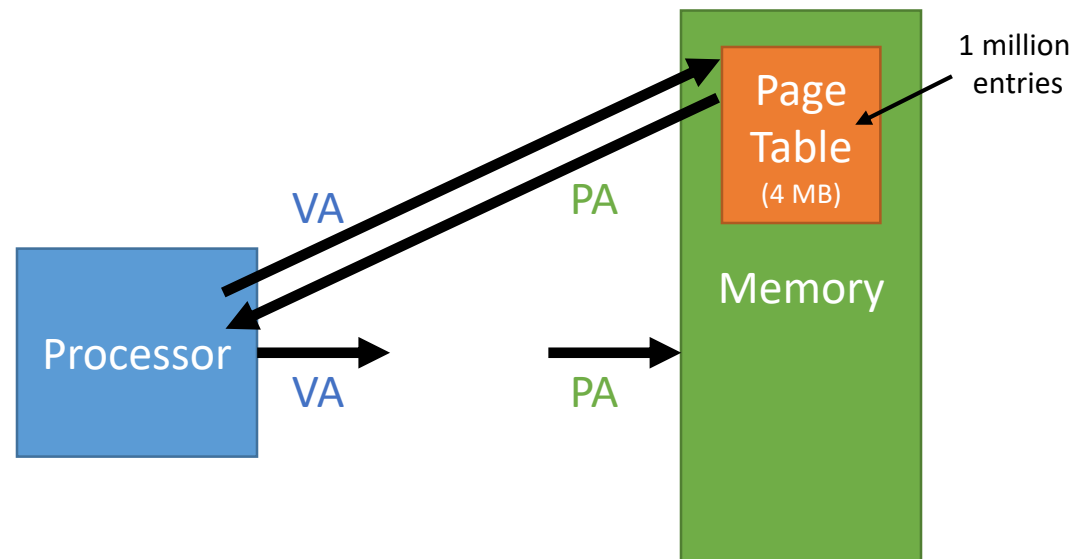 1 million
entries
Page
Table
(4 MB)
VA
PA
Memory
Processor
VA
PA